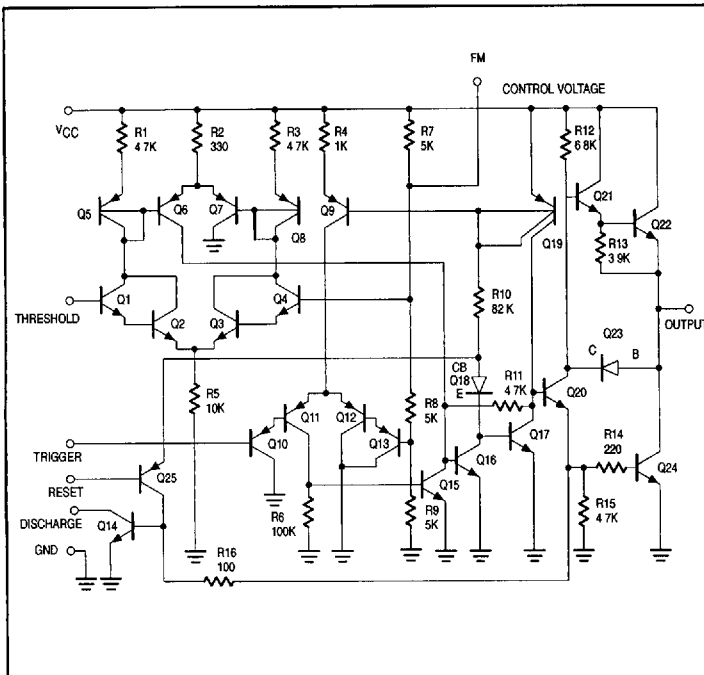 FM
CONTROL VOLTAGE
VCC
R1
4.7K
R2
330
R3
4.7K
R4
1K
R7
5K
R12
6.8K
Q5
Q6
Q7
Q8
Q9
Q19
Q21
Q22
R13
3.9K
Q1
Q2
Q3
Q4
THRESHOLD
R10
82 K
OUTPUT
Q23
C
B
CB
Q18
E
R11
4.7K
Q20
R5
10K
R8
5K
Q11
Q12
Q10
Q13
Q17
Q16
R14
220
Q24
TRIGGER
Q25
RESET
Q15
R6
100K
R9
5K
R15
4.7K
DISCHARGE
Q14
GND
R16
100